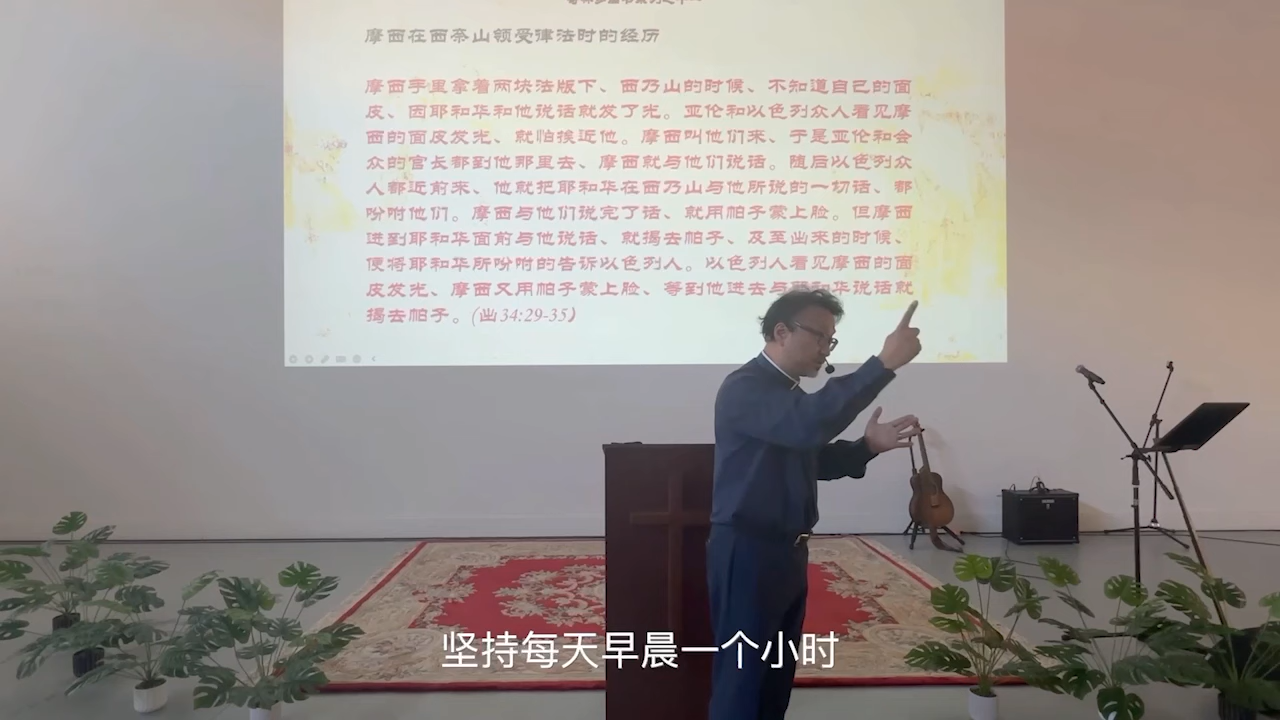 摩西在西奈山领受律法时的经历
摩西手里拿着两块法版下、西乃山的时候、不知道自己的面
皮、因耶和华和他说话就发了光。亚伦和以色列众人看见摩
西的面皮发光、就怕挨近他。摩西叫他们来、于是亚伦和会
众的官长都到他那里去、摩西就与他们说话。随后以色列众
人都近前来、他就把耶和华在西乃山与他所说的一切话、都
吩咐他们。摩西与他们说完了话、就用帕子蒙上脸。但摩西
进到耶和华面前与他说话、就揭去帕子、及至出来的时候、
便将耶和华所吩咐的告诉以色列人。以色列人看见摩西的面
皮发光、摩西又用帕子蒙上脸、等到他进去与耶和华说话就
揭去帕子。(出 34:29-35)
坚持每天早晨一个小时